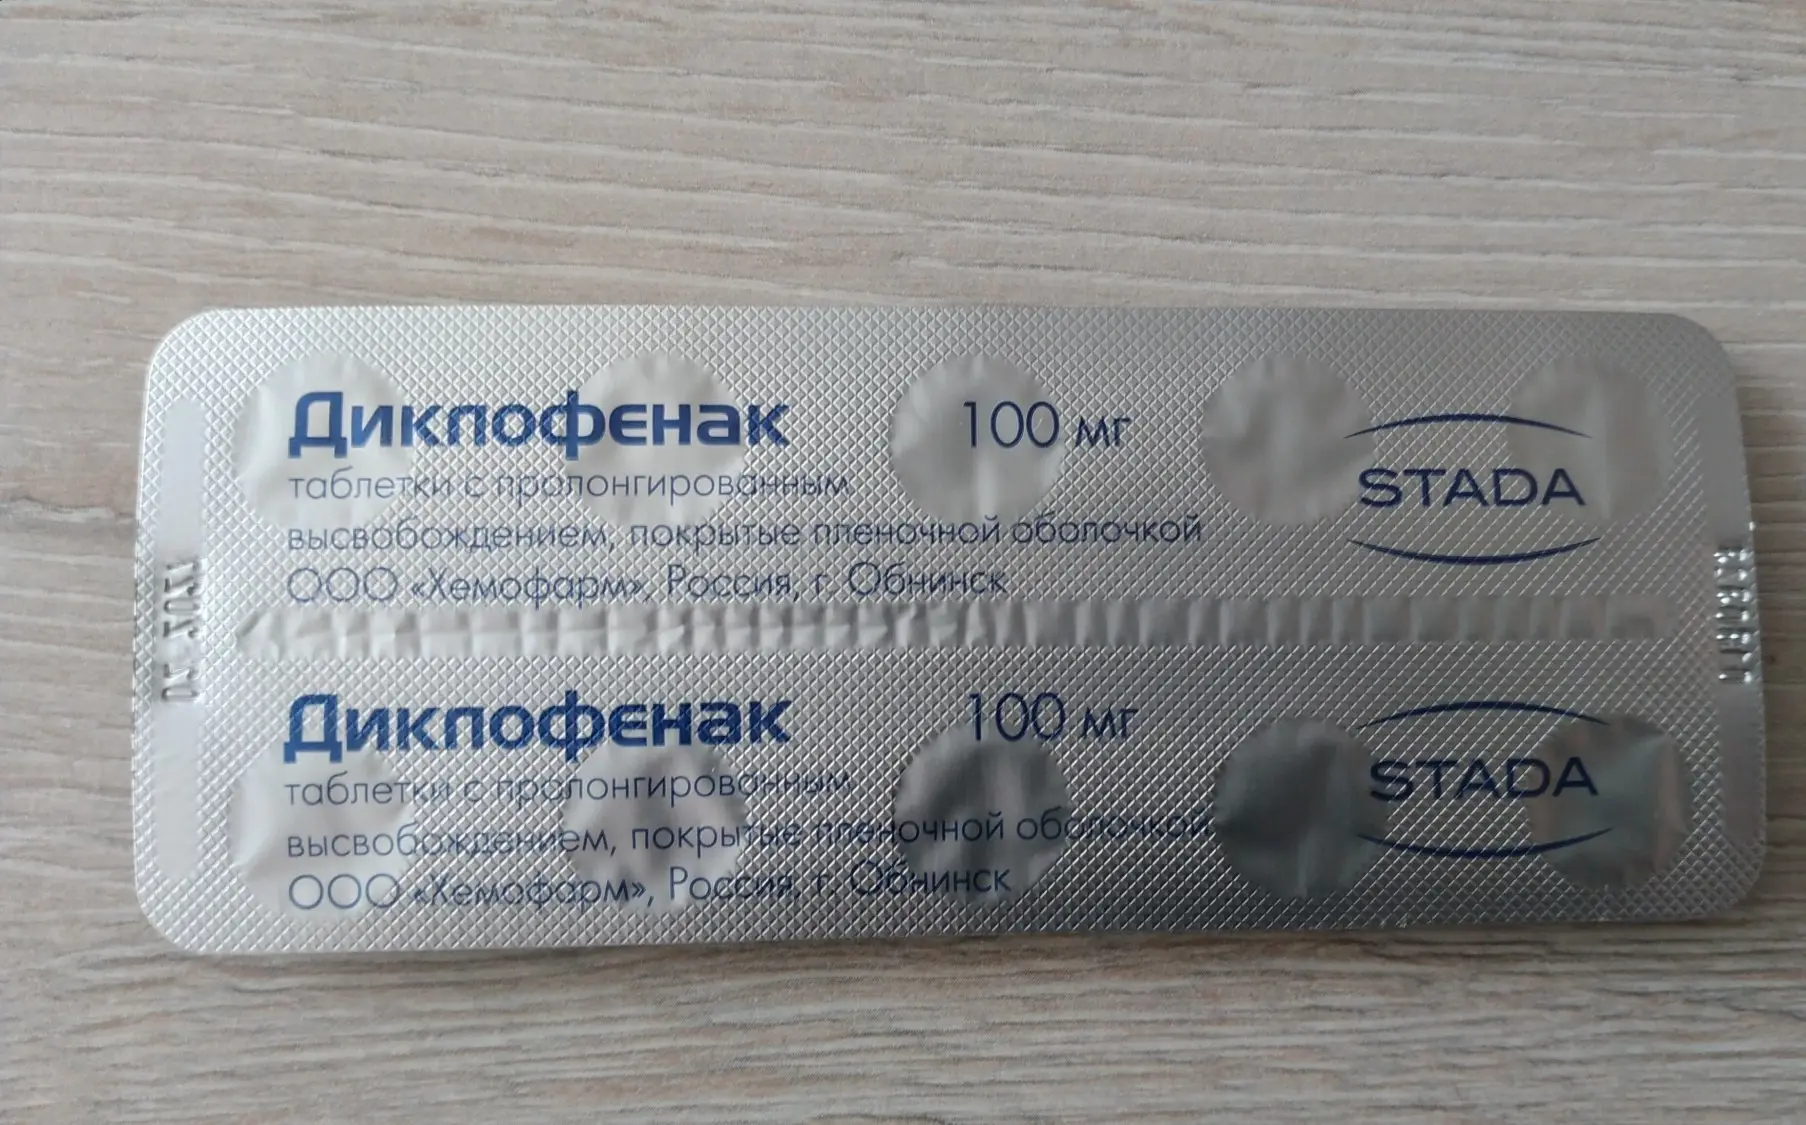 Диклофенак 100 мг
таблетки с пролонгированным
высвобождением, покрытые пленочной оболочкой
ООО «Хемофарм», Россия, г. Обнинск
STADA
Диклофенак 100 мг
таблетки с пролонгированным
высвобождением, покрытые пленочной оболочкой
ООО «Хемофарм», Россия, г. Обнинск
STADA